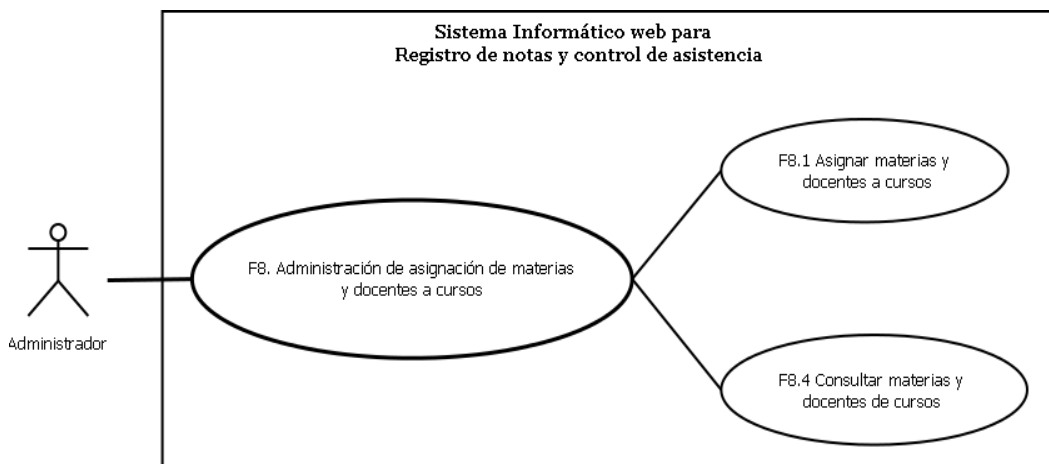 Sistema Informático web para
Registro de notas y control de asistencia
F8.1 Asignar materias y
docentes a cursos
F8. Administración de asignación de materias
y docentes a cursos
Administrador
F8.4 Consultar materias y
docentes de cursos